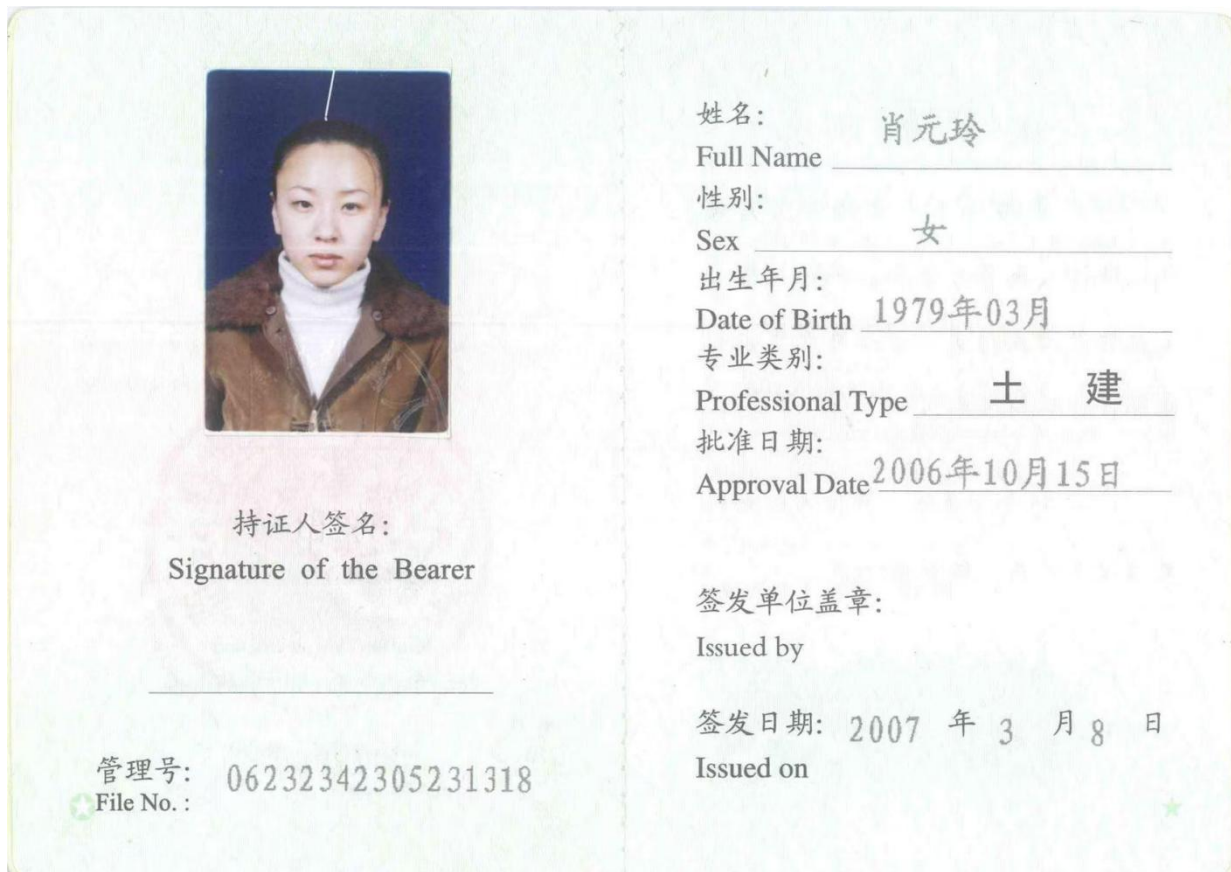 持证人签名:
Signature of the Bearer
管理号: 06232342305231318
File No. :
姓名: 肖元玲
Full Name
性别:
Sex 女
出生年月:
Date of Birth 1979年03月
专业类别:
Professional Type 土 建
批准日期:
Approval Date 2006年10月15日
签发单位盖章:
Issued by
签发日期: 2007 年 3 月 8 日
Issued on